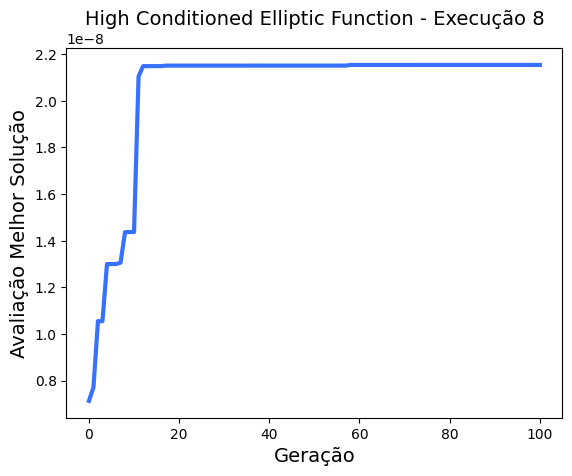 High Conditioned Elliptic Function - Execução 8
1e−8
2.2
2.0
1.8
1.6
1.4
1.2
1.0
0.8
Avaliação Melhor Solução
0 20 40 60 80 100
Geração